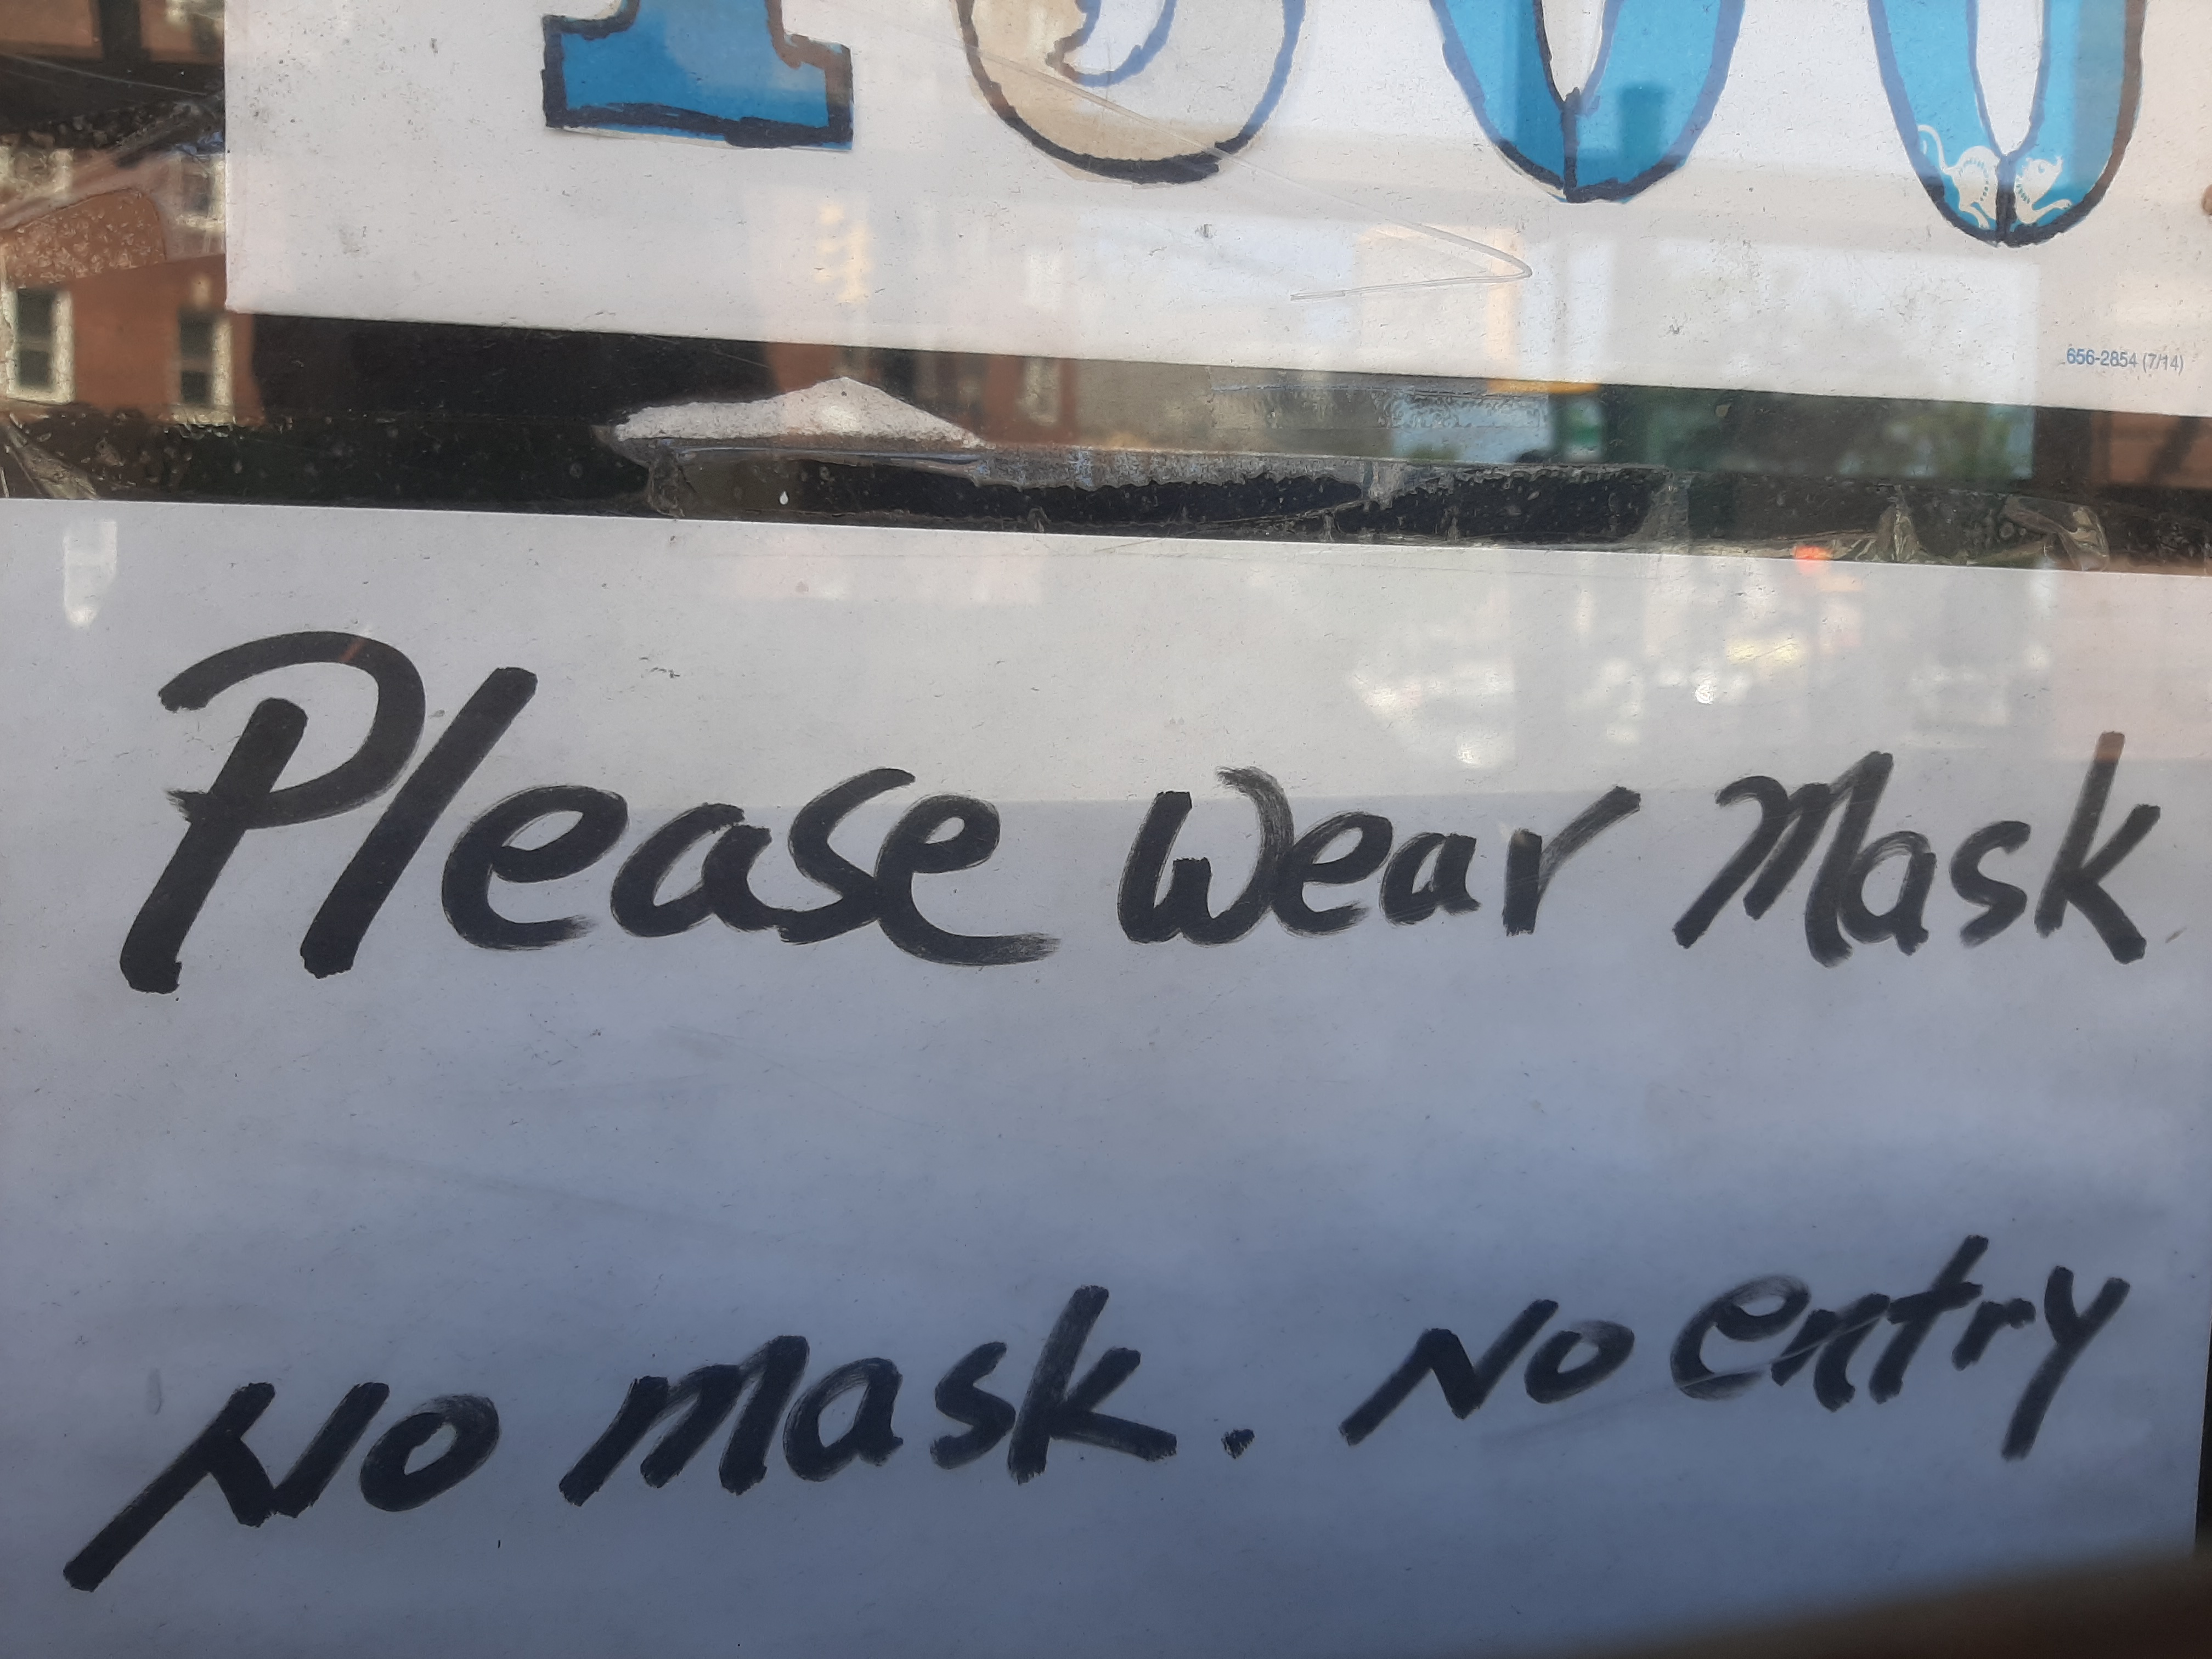 656-2854 (7/14)
Please wear Mask
No mask. No entry